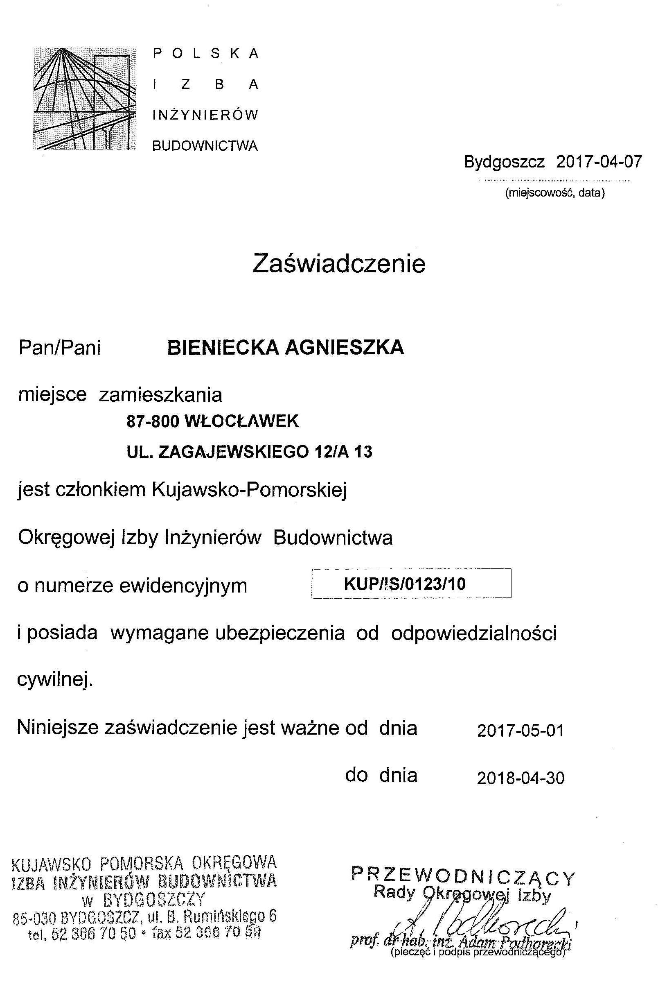 POLSKA
IZBA
INŻYNIERÓW
BUDOWNICTWA
Bydgoszcz 2017-04-07
(miejscowość, data)
Zaświadczenie
Pan/Pani BIENIECKA AGNIESZKA
miejsce zamieszkania
87-800 WŁOCŁAWEK
UL. ZAGAJEWSKIEGO 12/A 13
jest członkiem Kujawsko-Pomorskiej
Okręgowej Izby Inżynierów Budownictwa
o numerze ewidencyjnym KUP/IS/0123/10
i posiada wymagane ubezpieczenia od odpowiedzialności
cywilnej.
Niniejsze zaświadczenie jest ważne od dnia 2017-05-01
do dnia 2018-04-30
KUJAWSKO POMORSKA OKRĘGOWA
IZBA INŻYNIERÓW BUDOWNICTWA
w BYDGOSZCZY
85-030 BYDGOSZCZ, ul. B. Rumińskiego 6
tel. 52 366 70 50 • fax 52 366 70 59
PRZEWODNICZĄCY
Rady Okręgowej Izby
A. Podhorecki
prof. dr hab. inż. Adam Podhorecki
(pieczęć i podpis przewodniczącego)